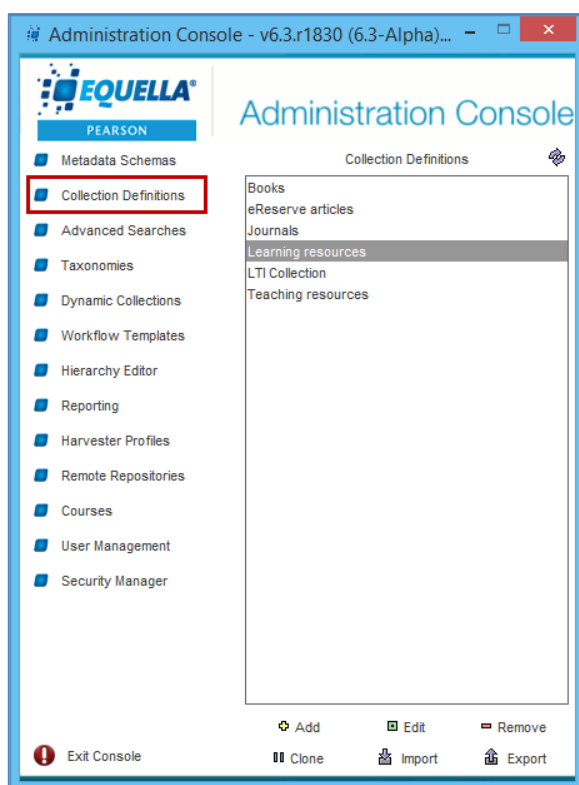 Administration Console - v6.3.r1830 (6.3-Alpha)...
EQUELLA®
PEARSON
Administration Console
Metadata Schemas
Collection Definitions
Advanced Searches
Taxonomies
Dynamic Collections
Workflow Templates
Hierarchy Editor
Reporting
Harvester Profiles
Remote Repositories
Courses
User Management
Security Manager
Exit Console
Collection Definitions
Books
eReserve articles
Journals
Learning resources
LTI Collection
Teaching resources
Add Edit Remove
Clone Import Export